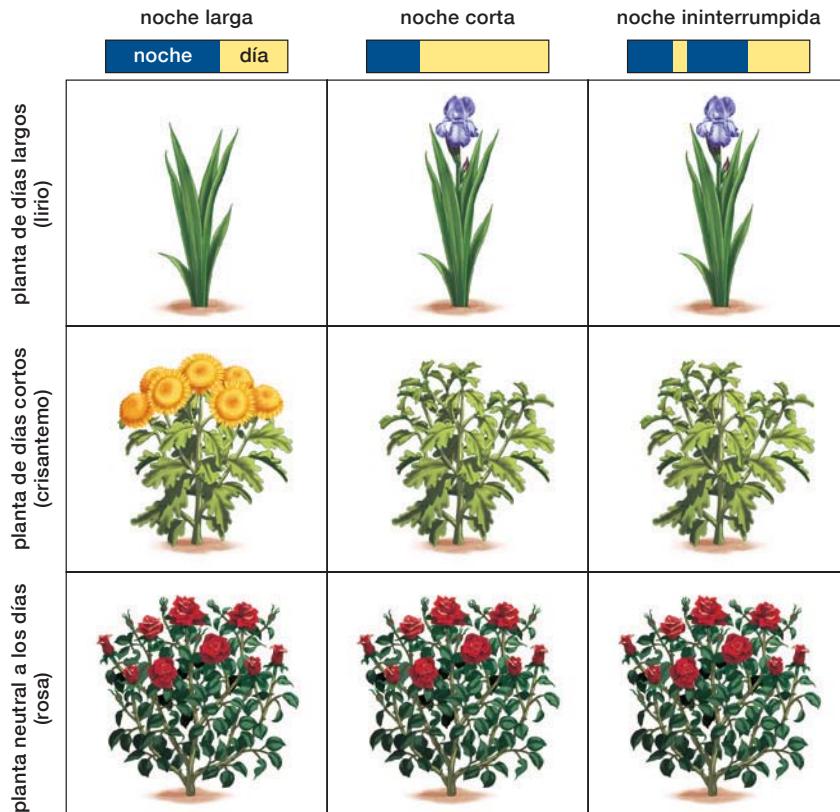 noche larga
noche corta
noche ininterrumpida
noche
día
planta de días largos
(lirio)
planta de días cortos
(crisantemo)
planta neutral a los días
(rosa)